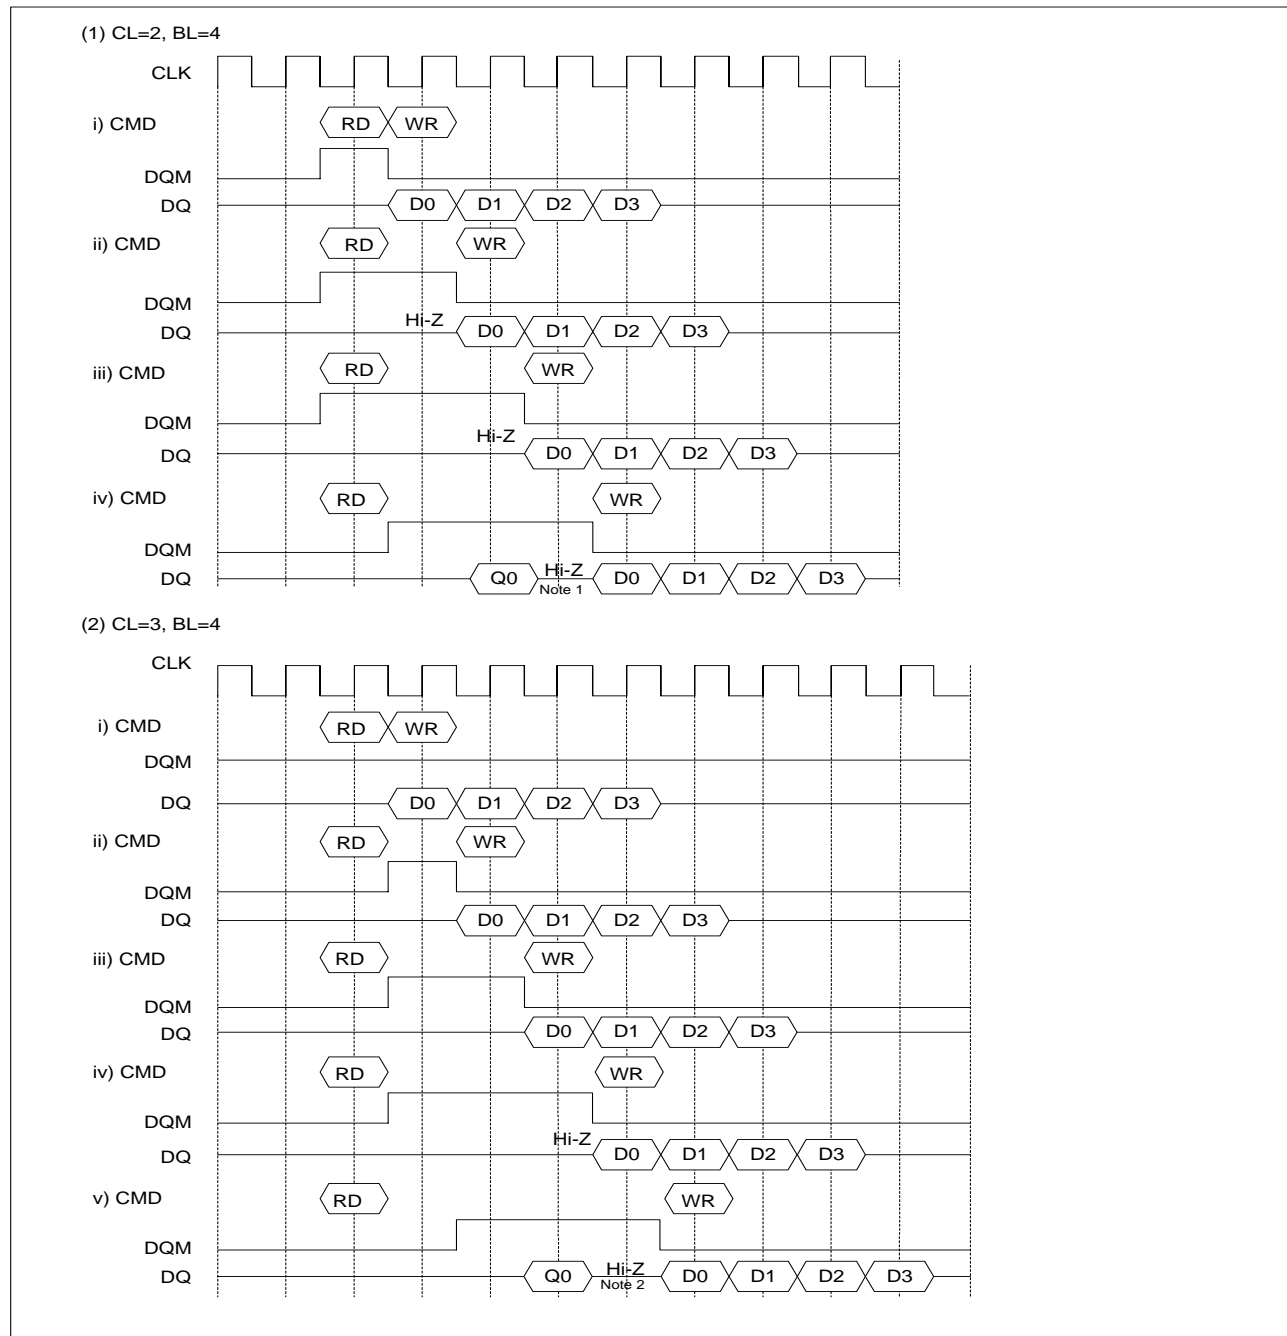 (1) CL=2, BL=4
CLK
i) CMD RD WR
DQM
DQ D0 D1 D2 D3
ii) CMD RD WR
DQM
Hi-Z
DQ D0 D1 D2 D3
iii) CMD RD WR
DQM
Hi-Z
DQ D0 D1 D2 D3
iv) CMD RD WR
DQM
DQ Q0 Hi-Z D0 D1 D2 D3
Note 1
(2) CL=3, BL=4
CLK
i) CMD RD WR
DQM
DQ D0 D1 D2 D3
ii) CMD RD WR
DQM
DQ D0 D1 D2 D3
iii) CMD RD WR
DQM
DQ D0 D1 D2 D3
iv) CMD RD WR
DQM
Hi-Z
DQ D0 D1 D2 D3
v) CMD RD WR
DQM
DQ Q0 Hi-Z D0 D1 D2 D3
Note 2